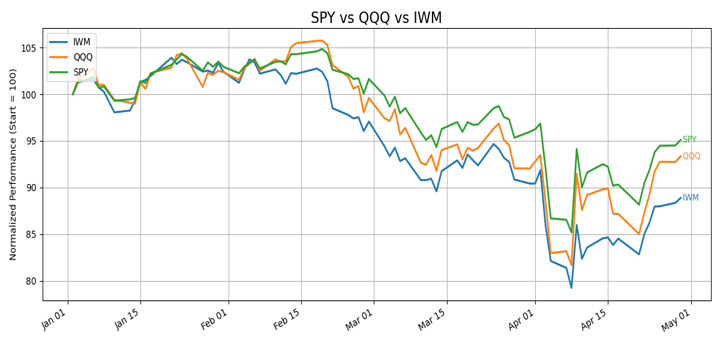 SPY vs QQQ vs IWM
Normalized Performance (Start = 100)
IWM
QQQ
SPY
105
100
95
90
85
80
SPY
QQQ
IWM
Jan 01
Jan 15
Feb 01
Feb 15
Mar 01
Mar 15
Apr 01
Apr 15
May 01